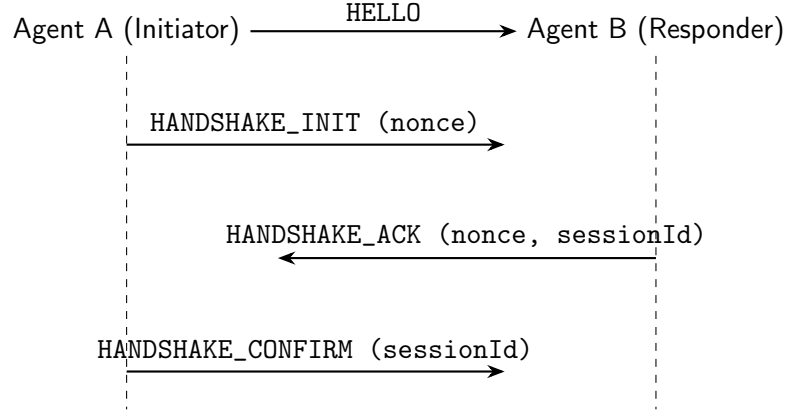 HELLO
Agent A (Initiator)
Agent B (Responder)
HANDSHAKE_INIT (nonce)
HANDSHAKE_ACK (nonce, sessionId)
HANDSHAKE_CONFIRM (sessionId)